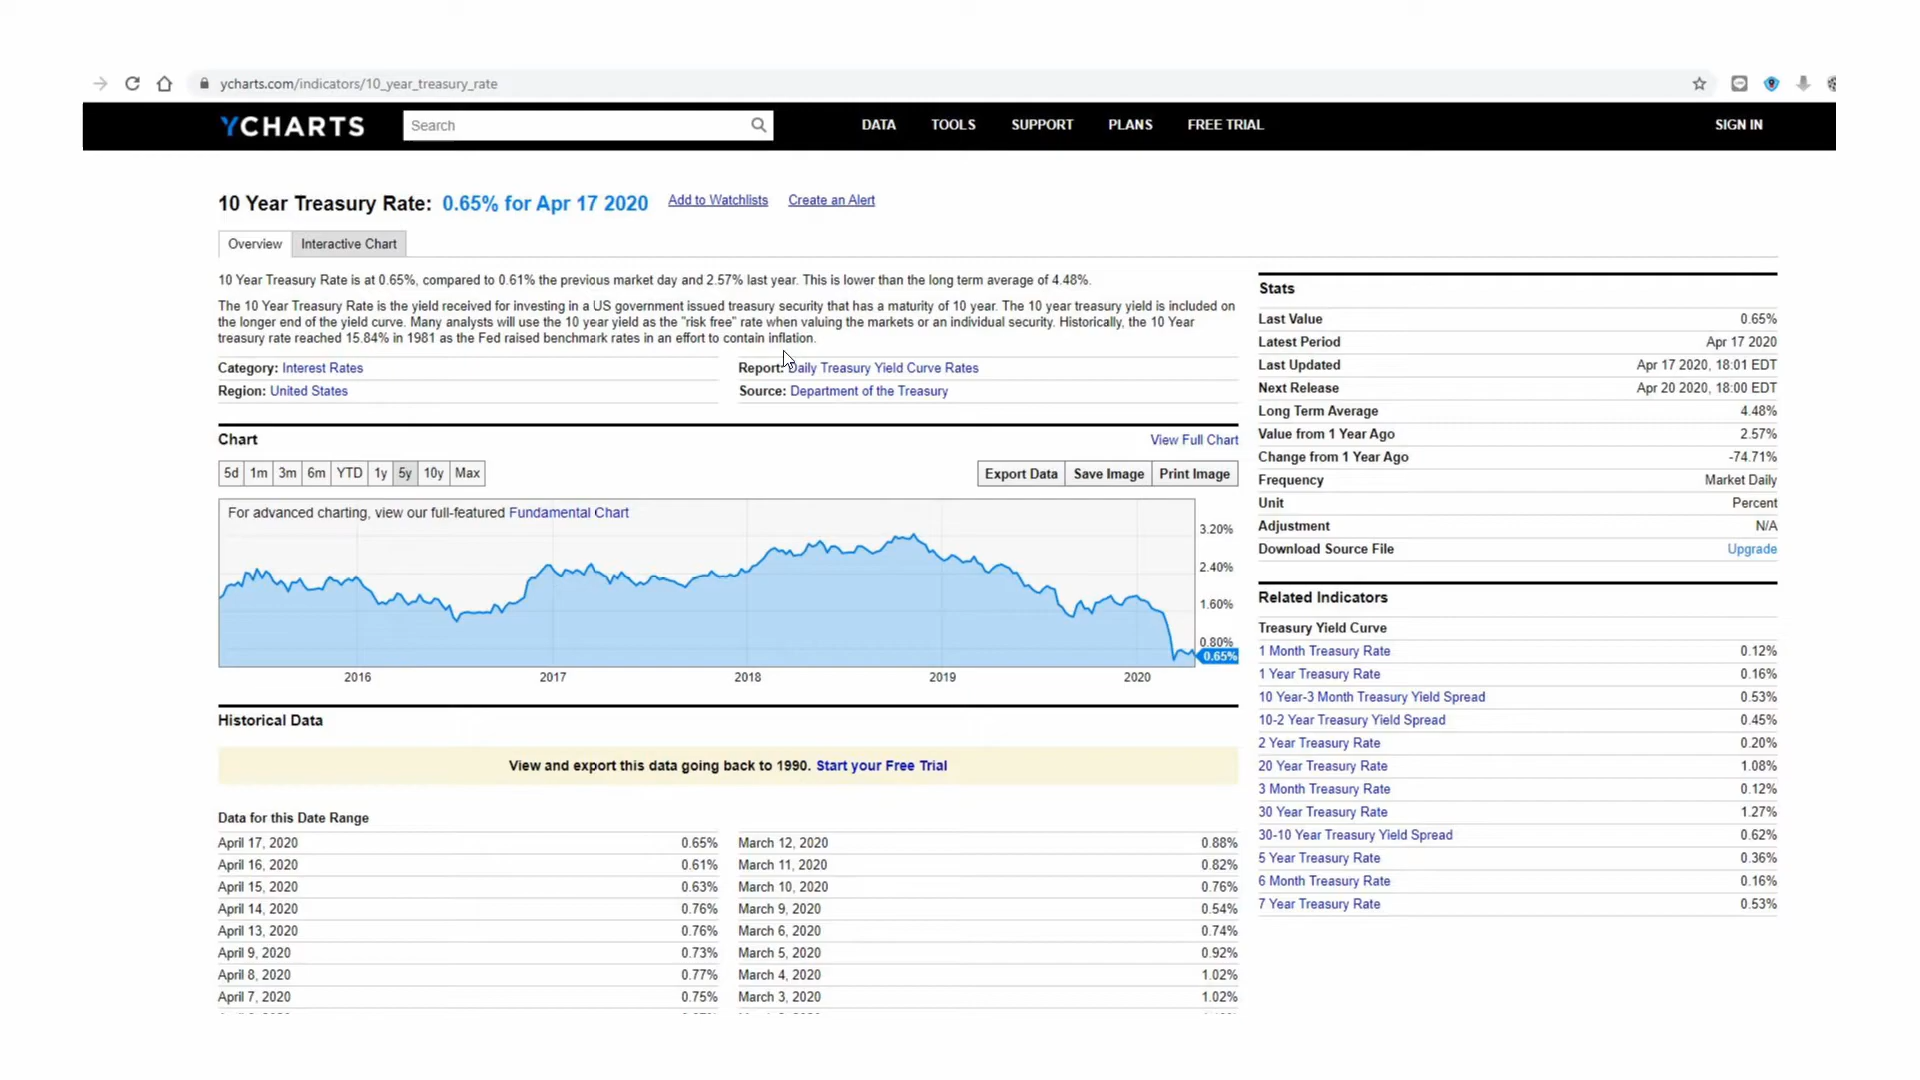 ycharts.com/indicators/10_year_treasury_rate
YCHARTS
Search
DATA
TOOLS
SUPPORT
PLANS
FREE TRIAL
SIGN IN
10 Year Treasury Rate: 0.65% for Apr 17 2020
Add to Watchlists
Create an Alert
Overview
Interactive Chart
10 Year Treasury Rate is at 0.65%, compared to 0.61% the previous market day and 2.57% last year. This is lower than the long term average of 4.48%.
The 10 Year Treasury Rate is the yield received for investing in a US government issued treasury security that has a maturity of 10 year. The 10 year treasury yield is included on
the longer end of the yield curve. Many analysts will use the 10 year yield as the "risk free" rate when valuing the markets or an individual security. Historically, the 10 Year
treasury rate reached 15.84% in 1981 as the Fed raised benchmark rates in an effort to contain inflation.
Category: Interest Rates
Report: Daily Treasury Yield Curve Rates
Region: United States
Source: Department of the Treasury
Chart
View Full Chart
5d 1m 3m 6m YTD 1y 5y 10y Max
Export Data
Save Image
Print Image
For advanced charting, view our full-featured Fundamental Chart
3.20%
2.40%
1.60%
0.80%
0.65%
2016 2017 2018 2019 2020
Historical Data
View and export this data going back to 1990. Start your Free Trial
Data for this Date Range
April 17, 2020 0.65%
April 16, 2020 0.61%
April 15, 2020 0.63%
April 14, 2020 0.76%
April 13, 2020 0.76%
April 9, 2020 0.73%
April 8, 2020 0.77%
April 7, 2020 0.75%
March 12, 2020 0.88%
March 11, 2020 0.82%
March 10, 2020 0.76%
March 9, 2020 0.54%
March 6, 2020 0.74%
March 5, 2020 0.92%
March 4, 2020 1.02%
March 3, 2020 1.02%
Stats
Last Value 0.65%
Latest Period Apr 17 2020
Last Updated Apr 17 2020, 18:01 EDT
Next Release Apr 20 2020, 18:00 EDT
Long Term Average 4.48%
Value from 1 Year Ago 2.57%
Change from 1 Year Ago -74.71%
Frequency Market Daily
Unit Percent
Adjustment N/A
Download Source File Upgrade
Related Indicators
Treasury Yield Curve
1 Month Treasury Rate 0.12%
1 Year Treasury Rate 0.16%
10 Year-3 Month Treasury Yield Spread 0.53%
10-2 Year Treasury Yield Spread 0.45%
2 Year Treasury Rate 0.20%
20 Year Treasury Rate 1.08%
3 Month Treasury Rate 0.12%
30 Year Treasury Rate 1.27%
30-10 Year Treasury Yield Spread 0.62%
5 Year Treasury Rate 0.36%
6 Month Treasury Rate 0.16%
7 Year Treasury Rate 0.53%